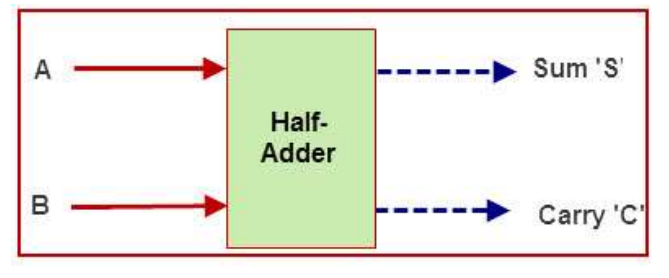 A
Sum 'S'
Half-
Adder
B
Carry 'C'